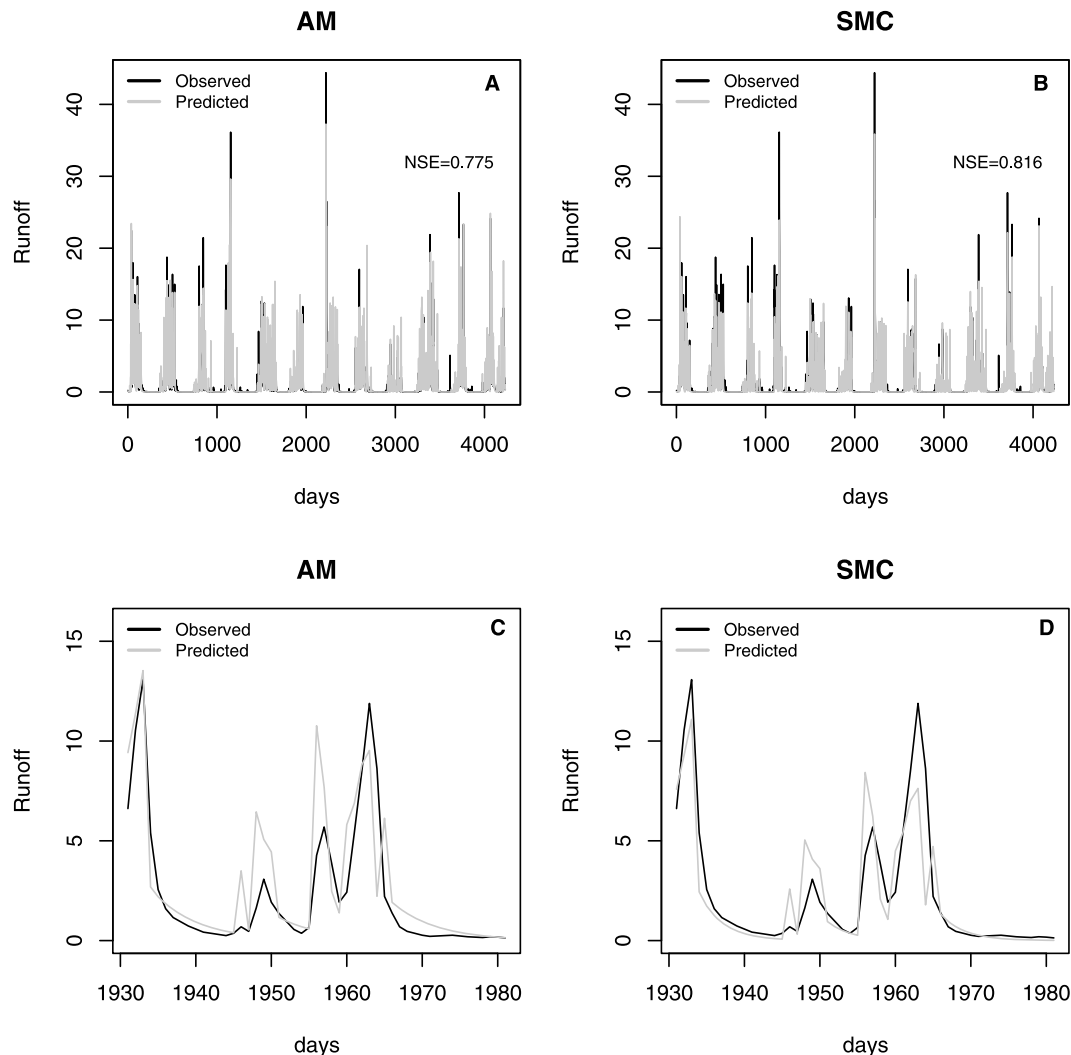 AM
SMC
Observed
Predicted
A
NSE=0.775
Runoff
0
10
20
30
40
0
1000
2000
3000
4000
days
Observed
Predicted
B
NSE=0.816
Runoff
0
10
20
30
40
0
1000
2000
3000
4000
days
AM
SMC
Observed
Predicted
C
Runoff
0
5
10
15
1930
1940
1950
1960
1970
1980
days
Observed
Predicted
D
Runoff
0
5
10
15
1930
1940
1950
1960
1970
1980
days